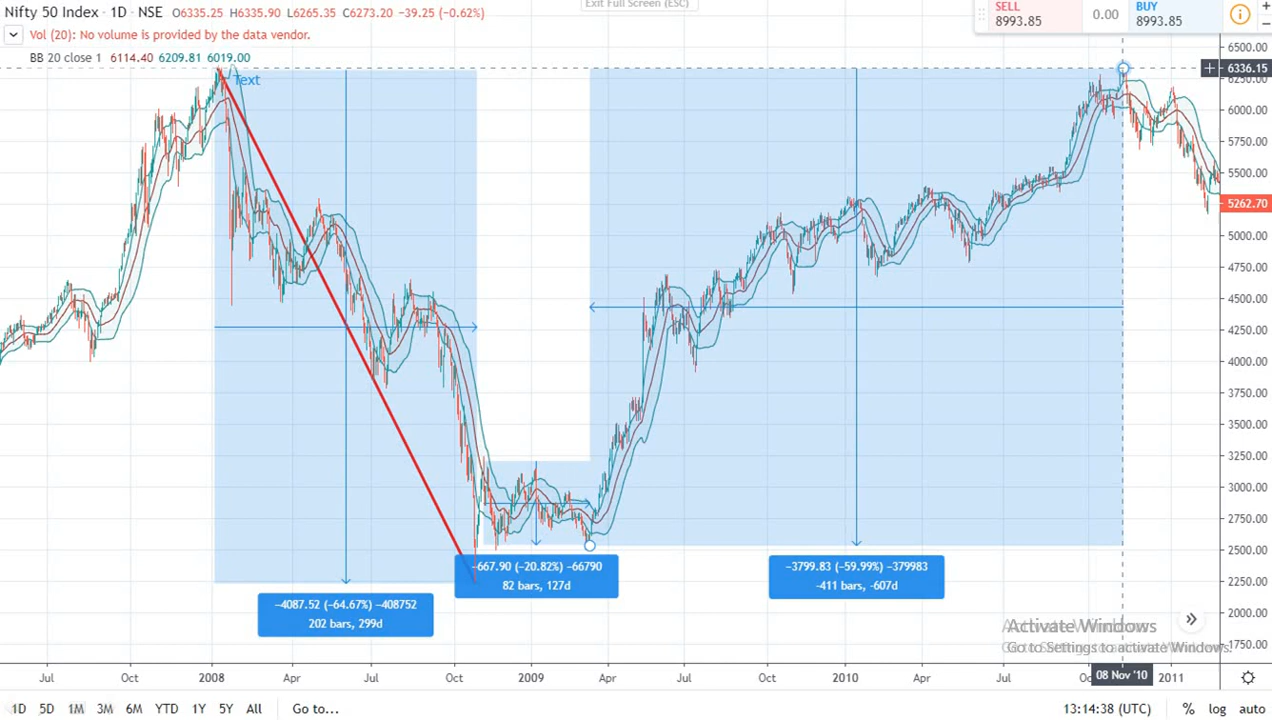 Exit Full Screen (ESC)
Nifty 50 Index · 1D · NSE O6335.25 H6335.90 L6265.35 C6273.20 −39.25 (−0.62%)
SELL
8993.85
0.00
BUY
8993.85
Vol (20): No volume is provided by the data vendor.
BB 20 close 1 6114.40 6209.81 6019.00
Text
6500.00
6336.15
6250.00
6000.00
5750.00
5500.00
5262.70
5000.00
4750.00
4500.00
4250.00
4000.00
3750.00
3500.00
3250.00
3000.00
2750.00
2500.00
2250.00
2000.00
1750.00
−667.90 (−20.82%) −66790
82 bars, 127d
−3799.83 (−59.99%) −379983
-411 bars, -607d
−4087.52 (−64.67%) −408752
202 bars, 299d
Activate Windows
Go to Settings to activate Windows.
Jul Oct 2008 Apr Jul Oct 2009 Apr Jul Oct 2010 Apr Jul 08 Nov '10 2011
1D 5D 1M 3M 6M YTD 1Y 5Y All Go to... 13:14:38 (UTC) % log auto